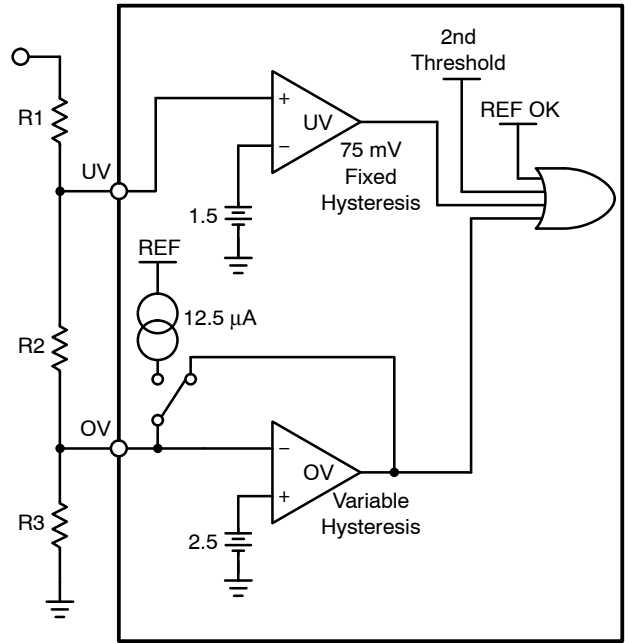 2nd
Threshold
REF OK
R1
+
UV
−
75 mV
Fixed
Hysteresis
UV
1.5
REF
12.5 μA
R2
OV
−
OV
+
Variable
Hysteresis
R3
2.5